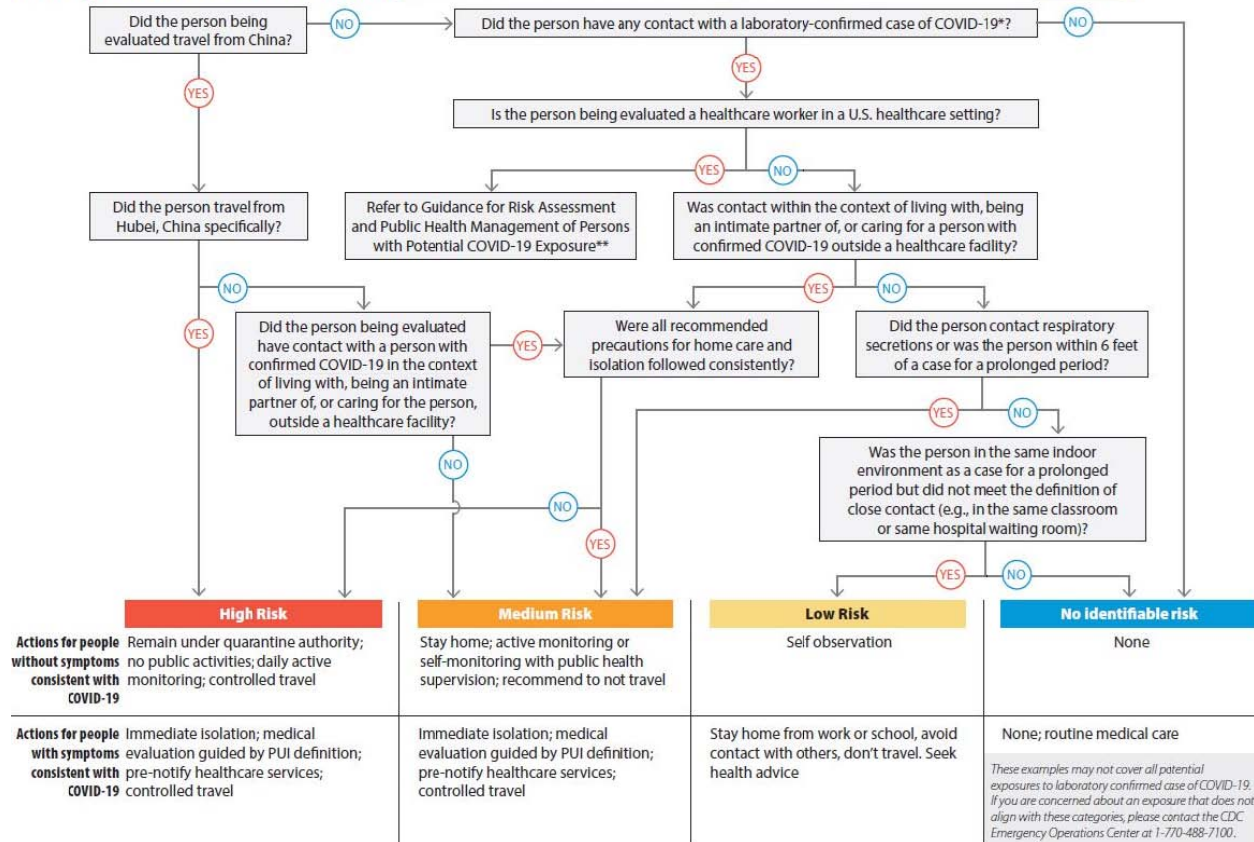 Did the person being
evaluated travel from China?
NO
Did the person have any contact with a laboratory-confirmed case of COVID-19*?
NO
YES
YES
Is the person being evaluated a healthcare worker in a U.S. healthcare setting?
YES
NO
Did the person travel from
Hubei, China specifically?
Refer to Guidance for Risk Assessment
and Public Health Management of Persons
with Potential COVID-19 Exposure**
Was contact within the context of living with, being
an intimate partner of, or caring for a person with
confirmed COVID-19 outside a healthcare facility?
NO
YES
YES
NO
Did the person being evaluated
have contact with a person with
confirmed COVID-19 in the context
of living with, being an intimate
partner of, or caring for the person,
outside a healthcare facility?
YES
Were all recommended
precautions for home care and
isolation followed consistently?
Did the person contact respiratory
secretions or was the person within 6 feet
of a case for a prolonged period?
YES
NO
NO
Was the person in the same indoor
environment as a case for a prolonged
period but did not meet the definition of
close contact (e.g., in the same classroom
or same hospital waiting room)?
NO
YES
YES
NO
High Risk
Medium Risk
Low Risk
No identifiable risk
Actions for people
without symptoms
consistent with
COVID-19
Remain under quarantine authority;
no public activities; daily active
monitoring; controlled travel
Stay home; active monitoring or
self-monitoring with public health
supervision; recommend to not travel
Self observation
None
Actions for people
with symptoms
consistent with
COVID-19
Immediate isolation; medical
evaluation guided by PUI definition;
pre-notify healthcare services;
controlled travel
Immediate isolation; medical
evaluation guided by PUI definition;
pre-notify healthcare services;
controlled travel
Stay home from work or school, avoid
contact with others, don't travel. Seek
health advice
None; routine medical care
These examples may not cover all potential
exposures to laboratory confirmed case of COVID-19.
If you are concerned about an exposure that does not
align with these categories, please contact the CDC
Emergency Operations Center at 1-770-488-7100.